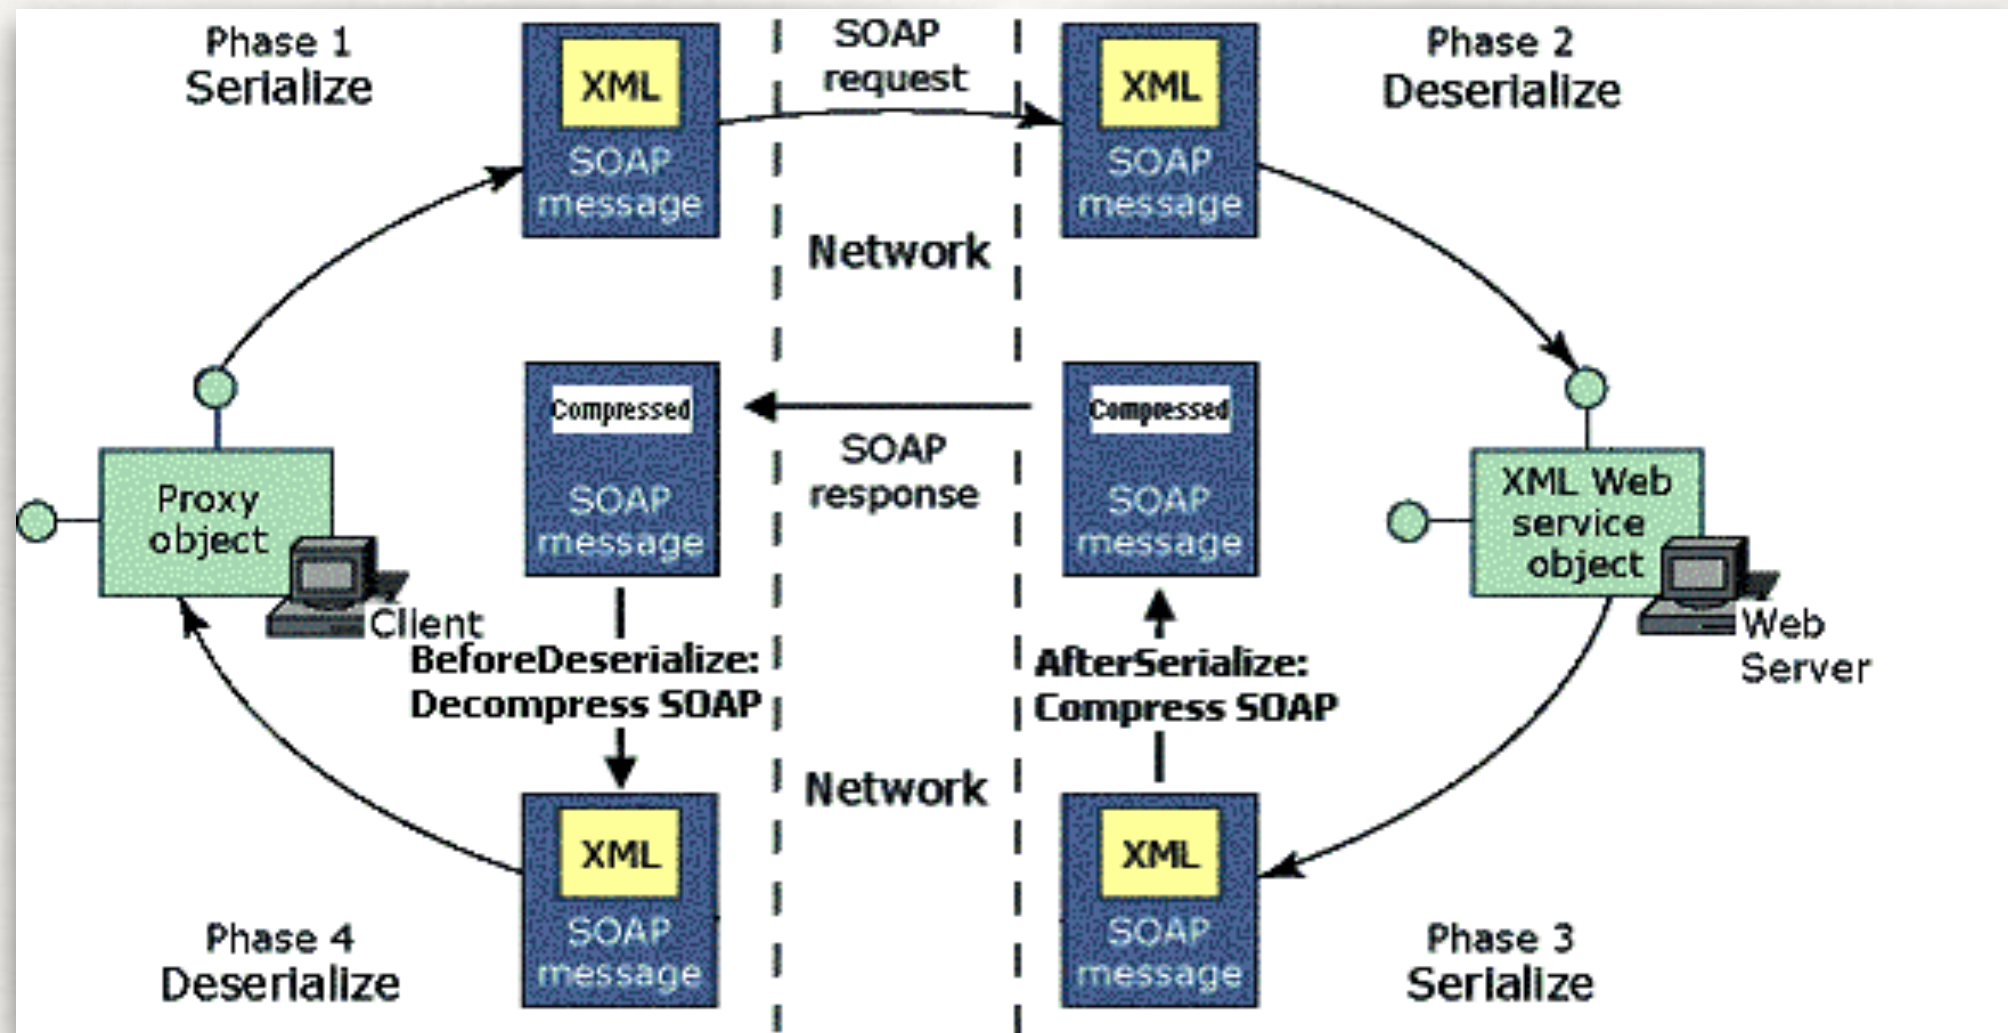 Phase 1
Serialize
XML
SOAP
message
SOAP
request
XML
SOAP
message
Phase 2
Deserialize
Network
Compressed
SOAP
message
SOAP
response
Compressed
SOAP
message
Proxy
object
Client
XML Web
service
object
Web
Server
BeforeDeserialize:
Decompress SOAP
AfterSerialize:
Compress SOAP
Network
XML
SOAP
message
XML
SOAP
message
Phase 4
Deserialize
Phase 3
Serialize